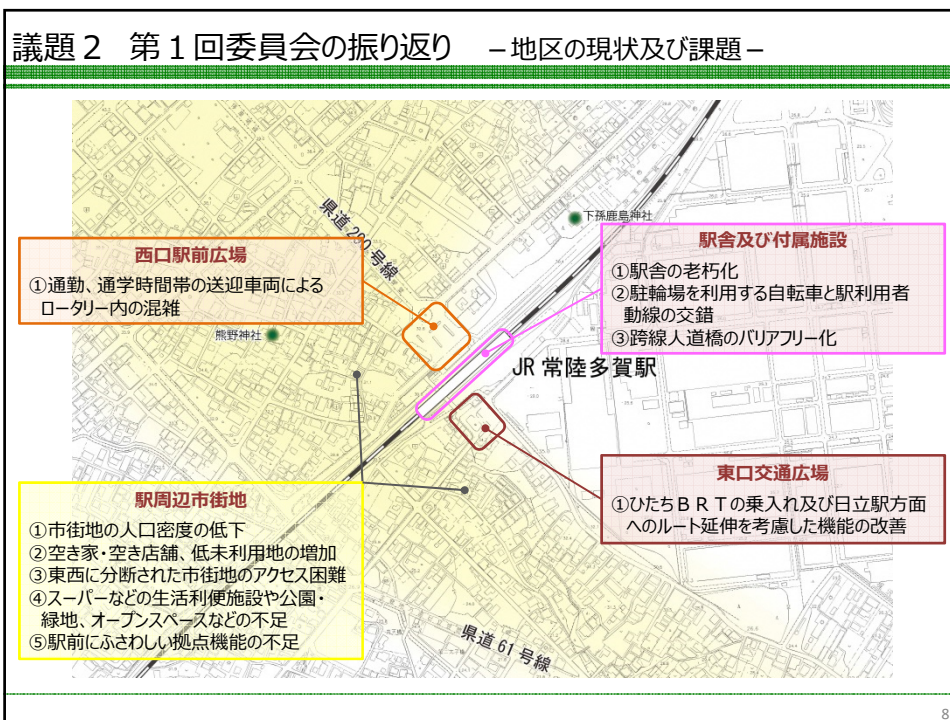 議題２　第１回委員会の振り返り　－地区の現状及び課題－
県道 290 号線
下孫鹿島神社
西口駅前広場
①通勤、通学時間帯の送迎車両による
ロータリー内の混雑
熊野神社
駅舎及び付属施設
①駅舎の老朽化
②駐輪場を利用する自転車と駅利用者
動線の交錯
③跨線人道橋のバリアフリー化
JR 常陸多賀駅
東口交通広場
①ひたちＢＲＴの乗入れ及び日立駅方面
へのルート延伸を考慮した機能の改善
駅周辺市街地
①市街地の人口密度の低下
②空き家・空き店舗、低未利用地の増加
③東西に分断された市街地のアクセス困難
④スーパーなどの生活利便施設や公園・
緑地、オープンスペースなどの不足
⑤駅前にふさわしい拠点機能の不足
県道 61 号線
8